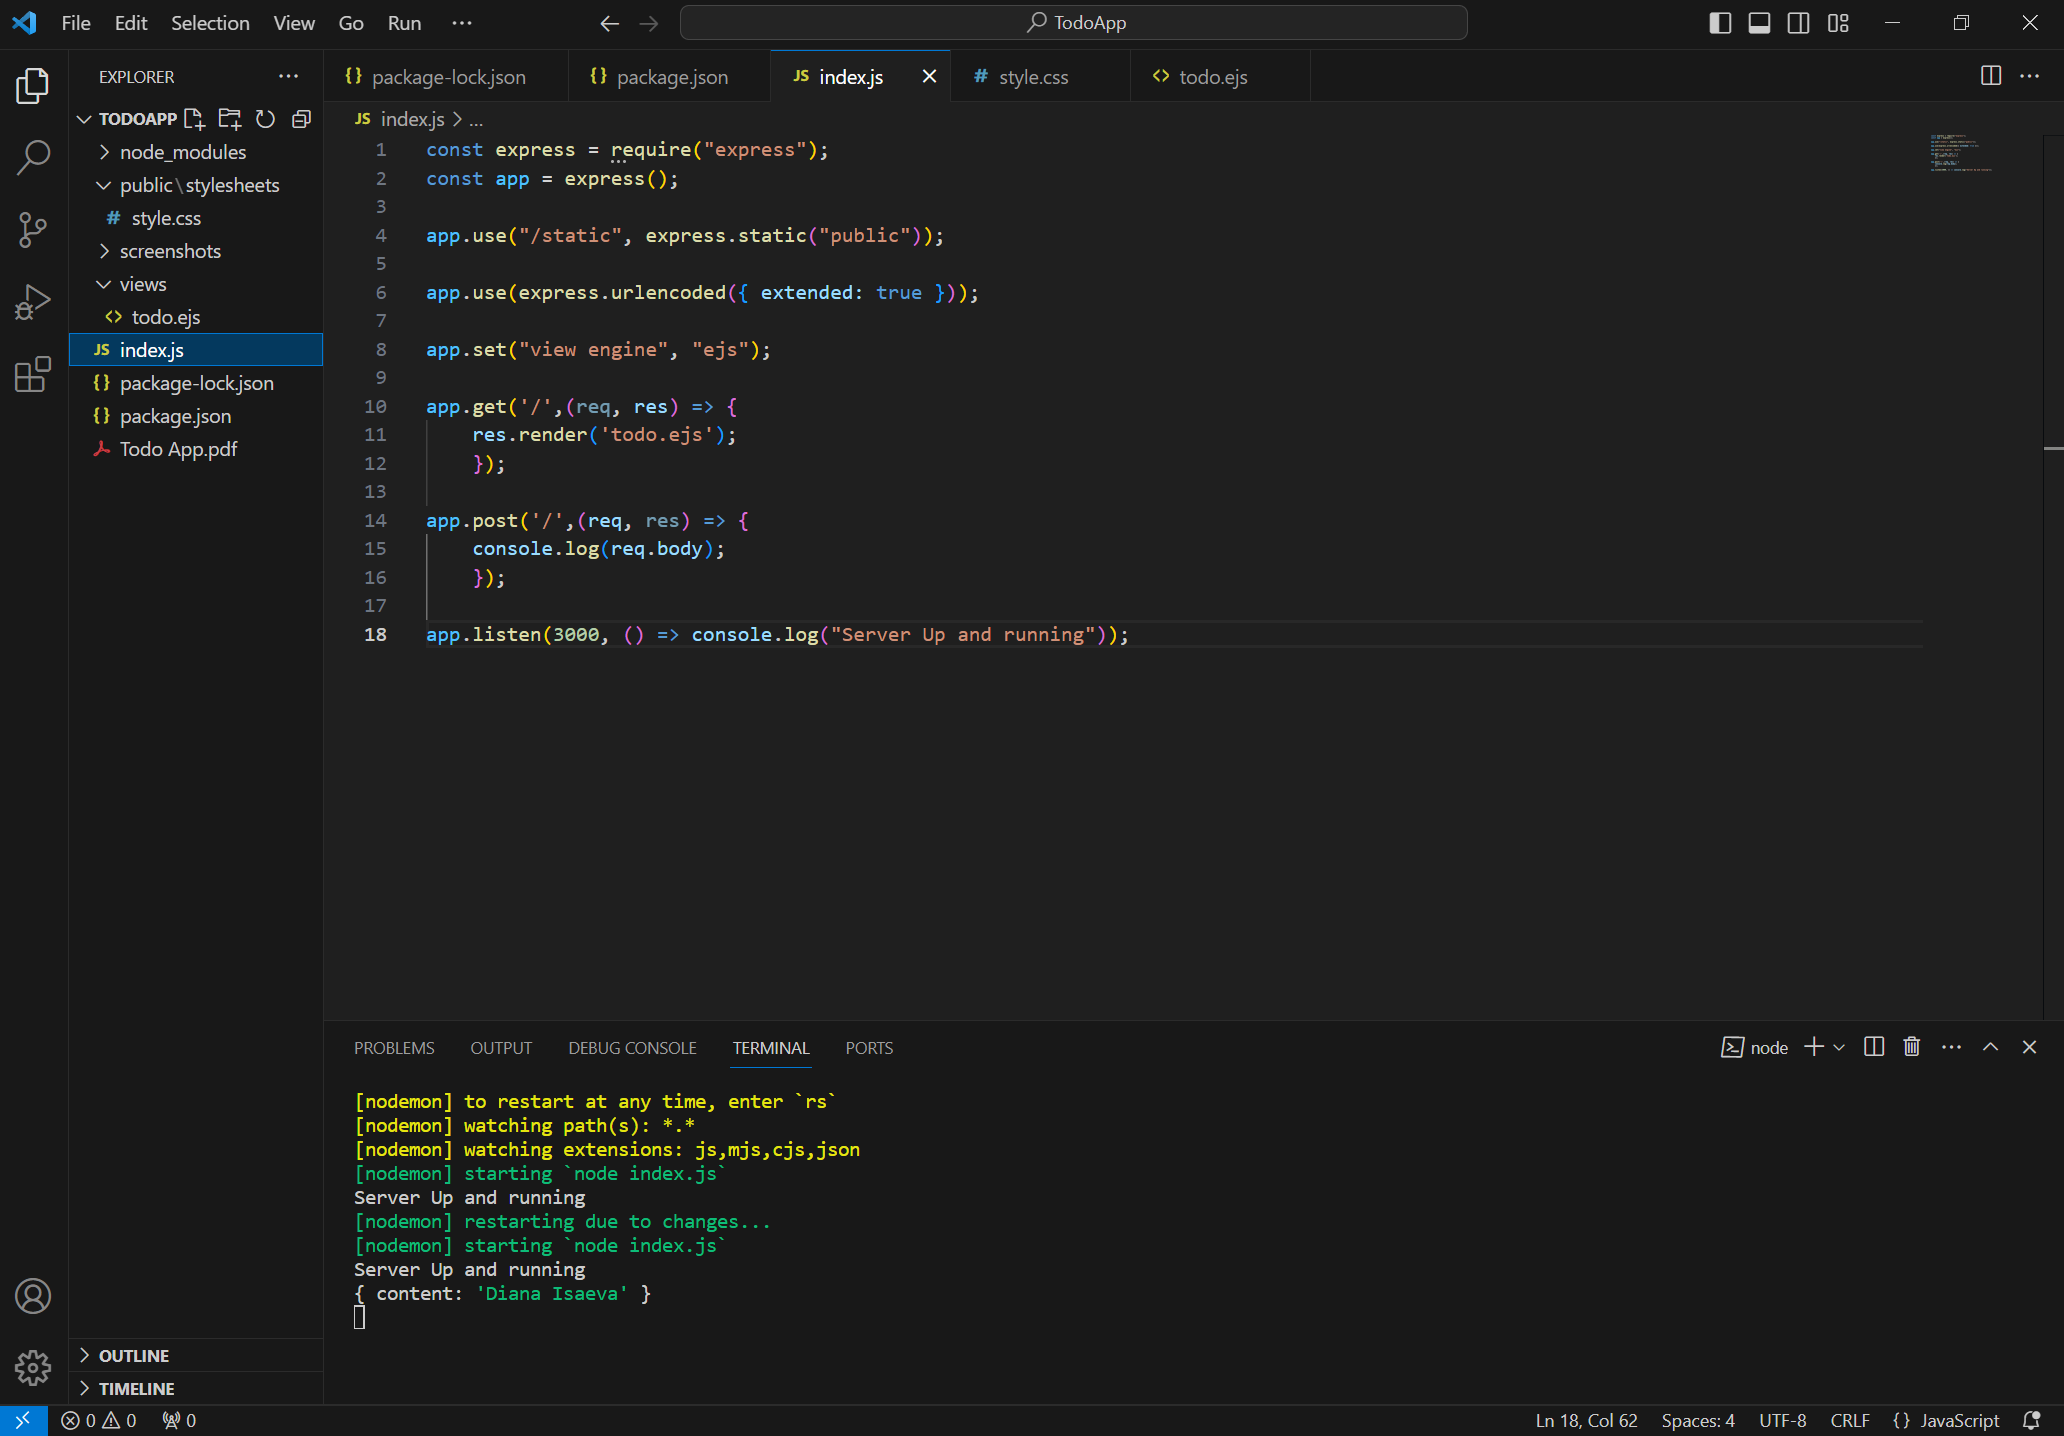 File Edit Selection View Go Run ···
TodoApp
EXPLORER ···
TODOAPP
node_modules
public\stylesheets
# style.css
screenshots
views
<> todo.ejs
JS index.js
{} package-lock.json
{} package.json
Todo App.pdf
OUTLINE
TIMELINE
{} package-lock.json {} package.json JS index.js # style.css <> todo.ejs
JS index.js > ...
1 const express = require("express");
2 const app = express();
3
4 app.use("/static", express.static("public"));
5
6 app.use(express.urlencoded({ extended: true }));
7
8 app.set("view engine", "ejs");
9
10 app.get('/',(req, res) => {
11 res.render('todo.ejs');
12 });
13
14 app.post('/',(req, res) => {
15 console.log(req.body);
16 });
17
18 app.listen(3000, () => console.log("Server Up and running"));
PROBLEMS OUTPUT DEBUG CONSOLE TERMINAL PORTS
node
[nodemon] to restart at any time, enter `rs`
[nodemon] watching path(s): *.*
[nodemon] watching extensions: js,mjs,cjs,json
[nodemon] starting `node index.js`
Server Up and running
[nodemon] restarting due to changes...
[nodemon] starting `node index.js`
Server Up and running
{ content: 'Diana Isaeva' }
0 0 0
Ln 18, Col 62 Spaces: 4 UTF-8 CRLF {} JavaScript